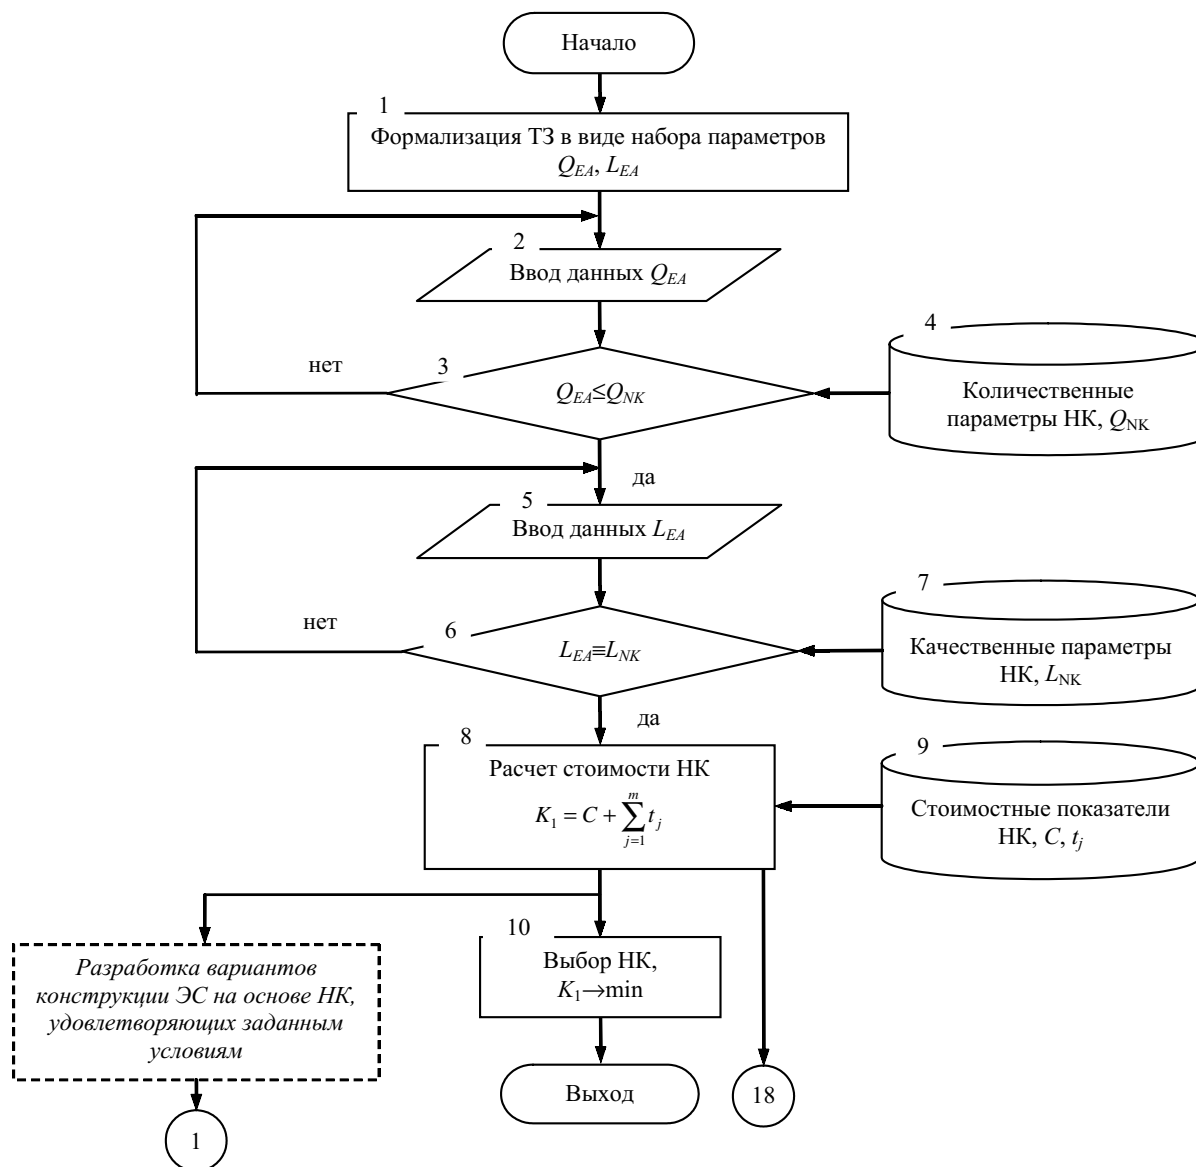 Начало
1
Формализация ТЗ в виде набора параметров
Q_EA, L_EA
2
Ввод данных Q_EA
нет
3
Q_EA≤Q_NK
4
Количественные
параметры НК, Q_NK
да
5
Ввод данных L_EA
нет
6
L_EA≡L_NK
7
Качественные параметры
НК, L_NK
да
8
Расчет стоимости НК
K_1 = C + \sum_{j=1}^{m} t_j
9
Стоимостные показатели
НК, C, t_j
Разработка вариантов
конструкции ЭС на основе НК,
удовлетворяющих заданным
условиям
10
Выбор НК,
K_1→min
Выход
18
1